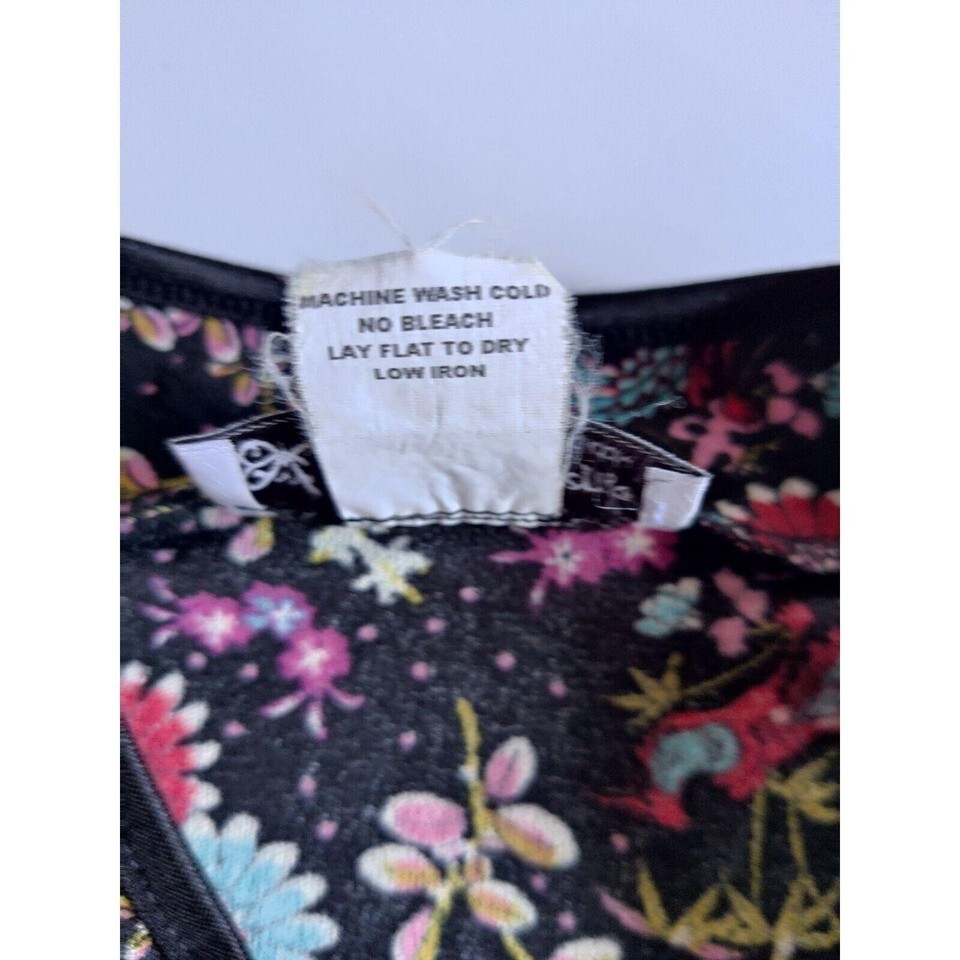 MACHINE WASH COLD
NO BLEACH
LAY FLAT TO DRY
LOW IRON